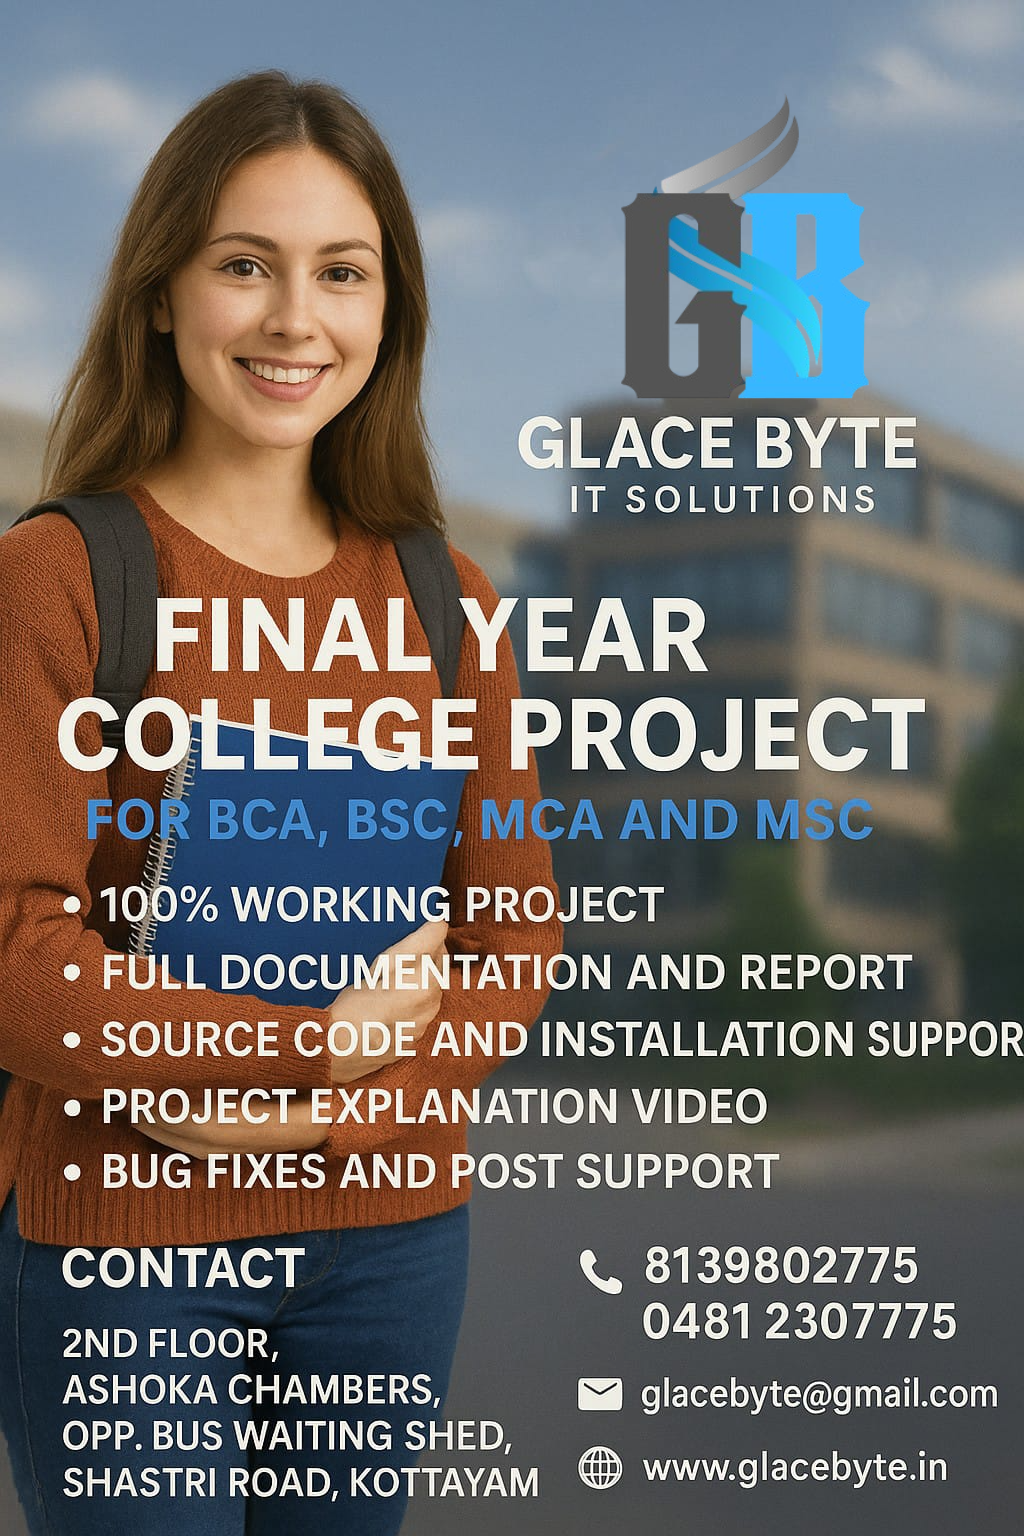 GB
GLACE BYTE
IT SOLUTIONS
FINAL YEAR
COLLEGE PROJECT
FOR BCA, BSC, MCA AND MSC
• 100% WORKING PROJECT
• FULL DOCUMENTATION AND REPORT
• SOURCE CODE AND INSTALLATION SUPPOR
• PROJECT EXPLANATION VIDEO
• BUG FIXES AND POST SUPPORT
CONTACT
2ND FLOOR,
ASHOKA CHAMBERS,
OPP. BUS WAITING SHED,
SHASTRI ROAD, KOTTAYAM
8139802775
0481 2307775
glacebyte@gmail.com
www.glacebyte.in